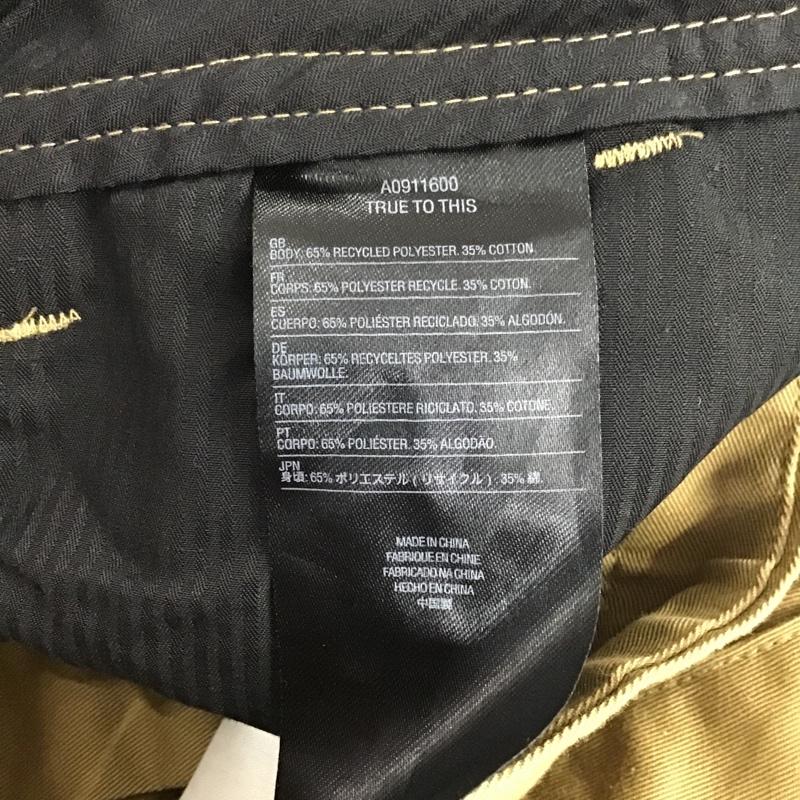 A0911600
TRUE TO THIS
GB
BODY: 65% RECYCLED POLYESTER. 35% COTTON.
FR
CORPS: 65% POLYESTER RECYCLE. 35% COTON.
ES
CUERPO: 65% POLIÉSTER RECICLADO. 35% ALGODÓN.
DE
KÖRPER: 65% RECYCELTES POLYESTER. 35%
BAUMWOLLE.
IT
CORPO: 65% POLIESTERE RICICLATO. 35% COTONE.
PT
CORPO: 65% POLIÉSTER. 35% ALGODÃO.
JPN
身頃: 65% ポリエステル ( リサイクル ) 35% 綿.
MADE IN CHINA
FABRIQUE EN CHINE
FABRICADO NA CHINA
HECHO EN CHINA
中国製